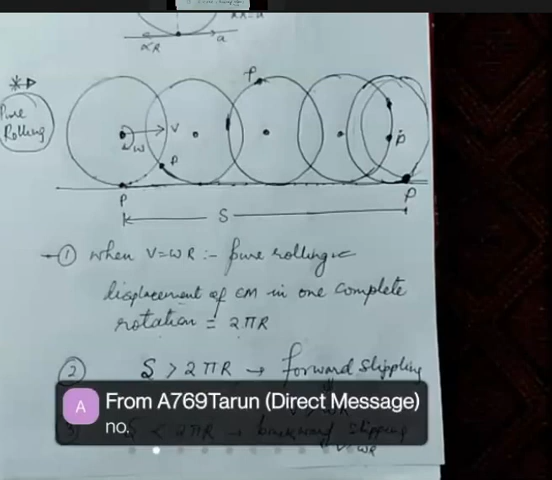 αR
a
Pure
Rolling
P
V
ω
P
P
P
P
S
① when V=ωR :- pure rolling
displacement of CM in one complete
rotation = 2πR
② S > 2πR → forward slippling
From A769Tarun (Direct Message)
no.
S < 2πR → backward slipping